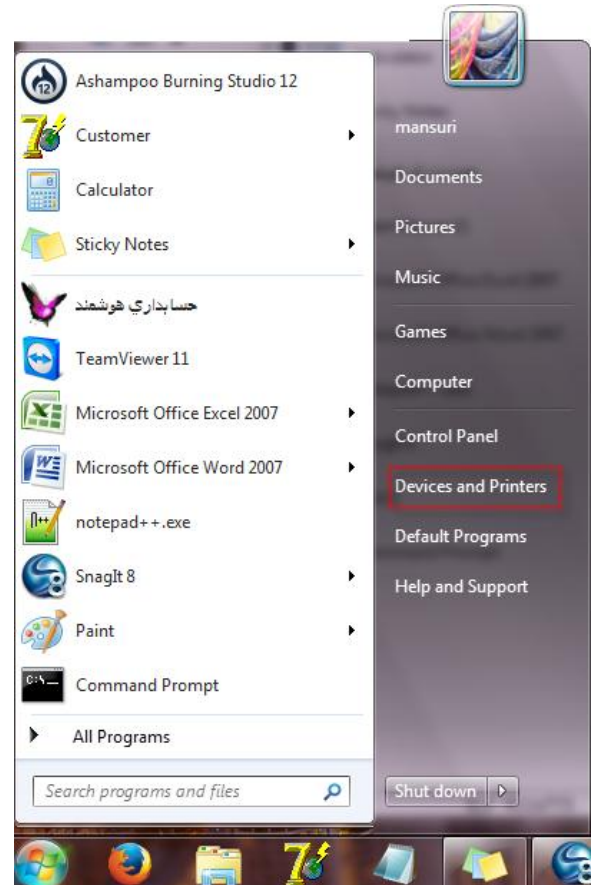 Ashampoo Burning Studio 12
Customer
Calculator
Sticky Notes
حسابداري هوشمند
TeamViewer 11
Microsoft Office Excel 2007
Microsoft Office Word 2007
notepad++.exe
SnagIt 8
Paint
Command Prompt
All Programs
Search programs and files
mansuri
Documents
Pictures
Music
Games
Computer
Control Panel
Devices and Printers
Default Programs
Help and Support
Shut down